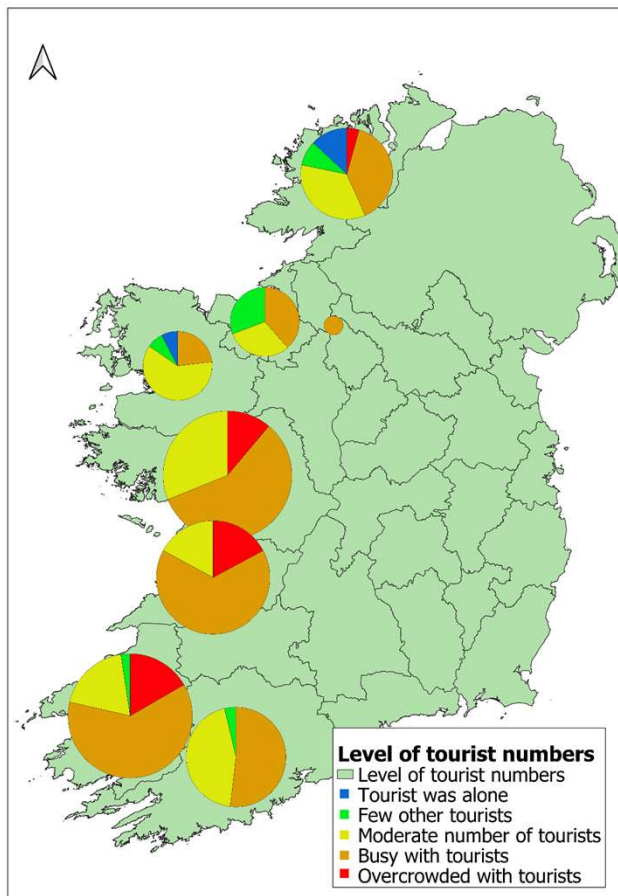 Level of tourist numbers
Level of tourist numbers
Tourist was alone
Few other tourists
Moderate number of tourists
Busy with tourists
Overcrowded with tourists